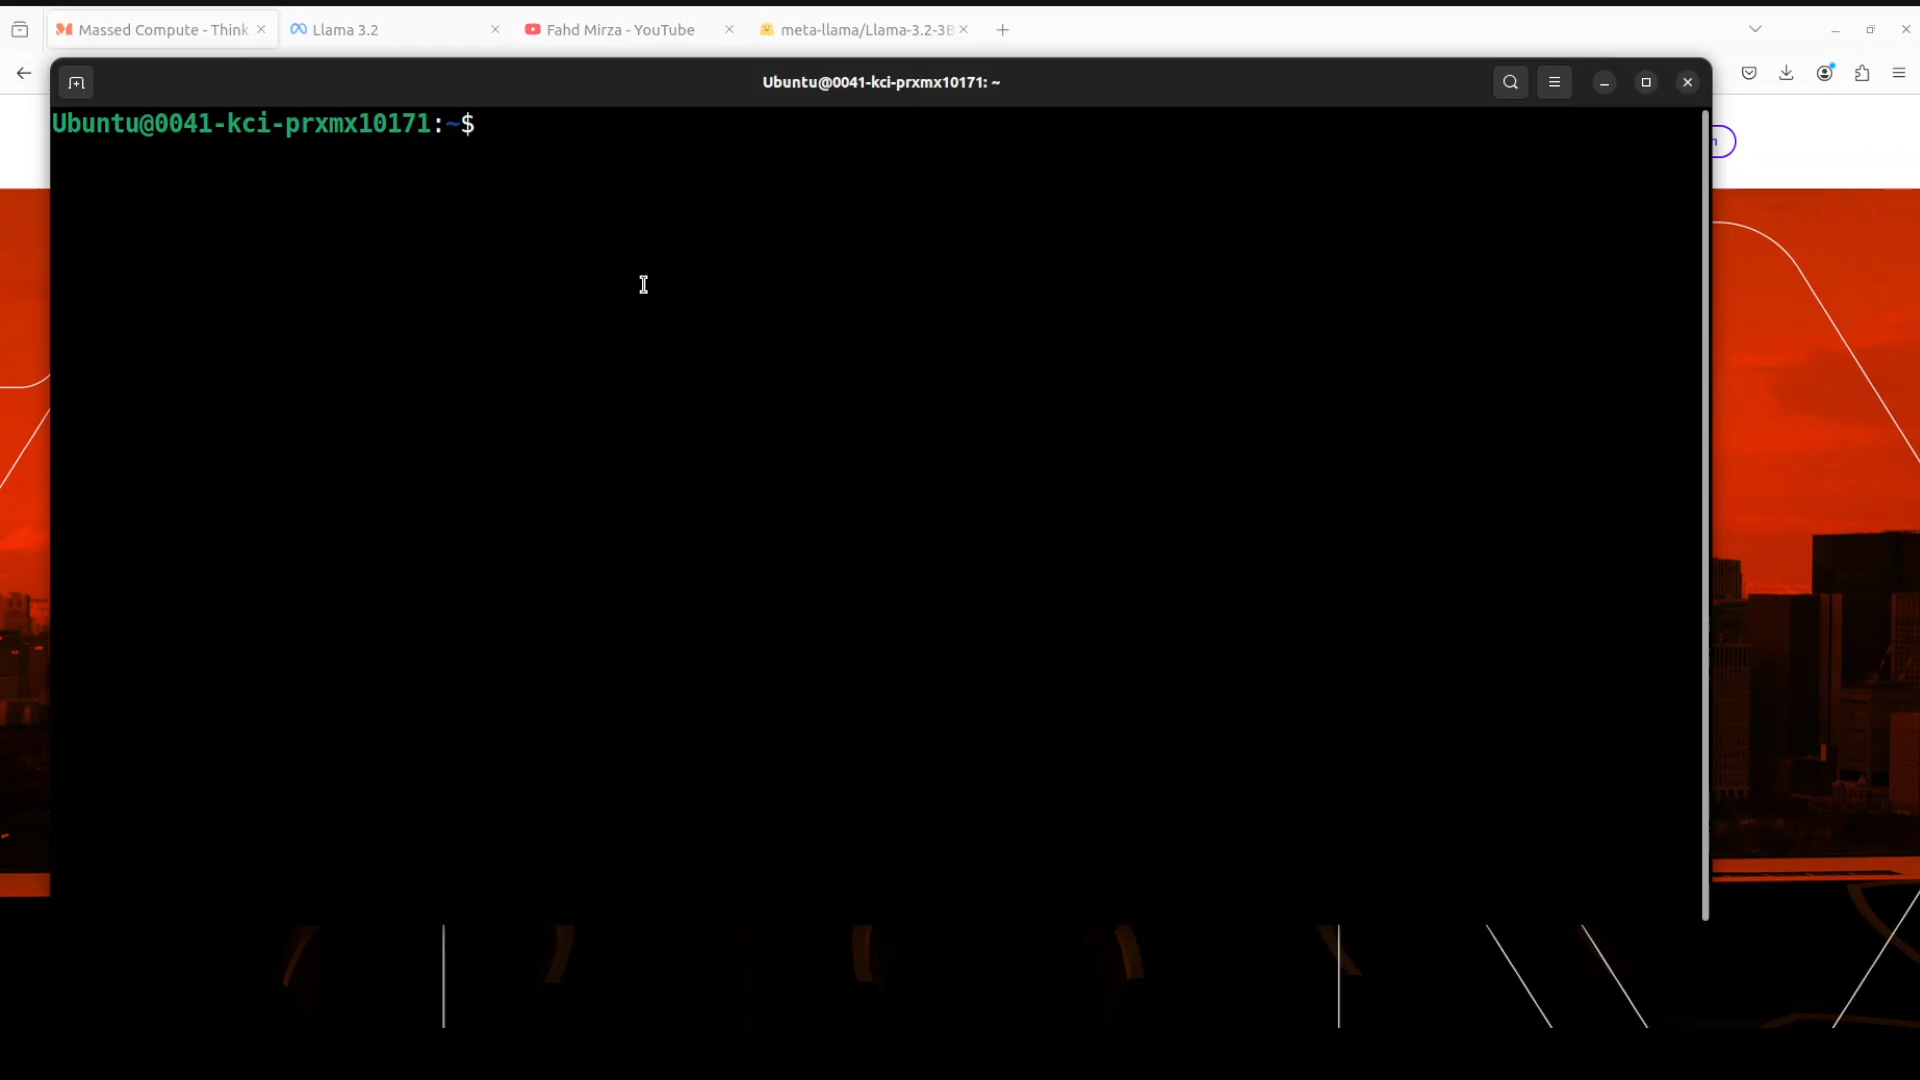 Massed Compute - Think
Llama 3.2
Fahd Mirza - YouTube
meta-llama/Llama-3.2-3B
Ubuntu@0041-kci-prxmx10171: ~
Ubuntu@0041-kci-prxmx10171:~$
n